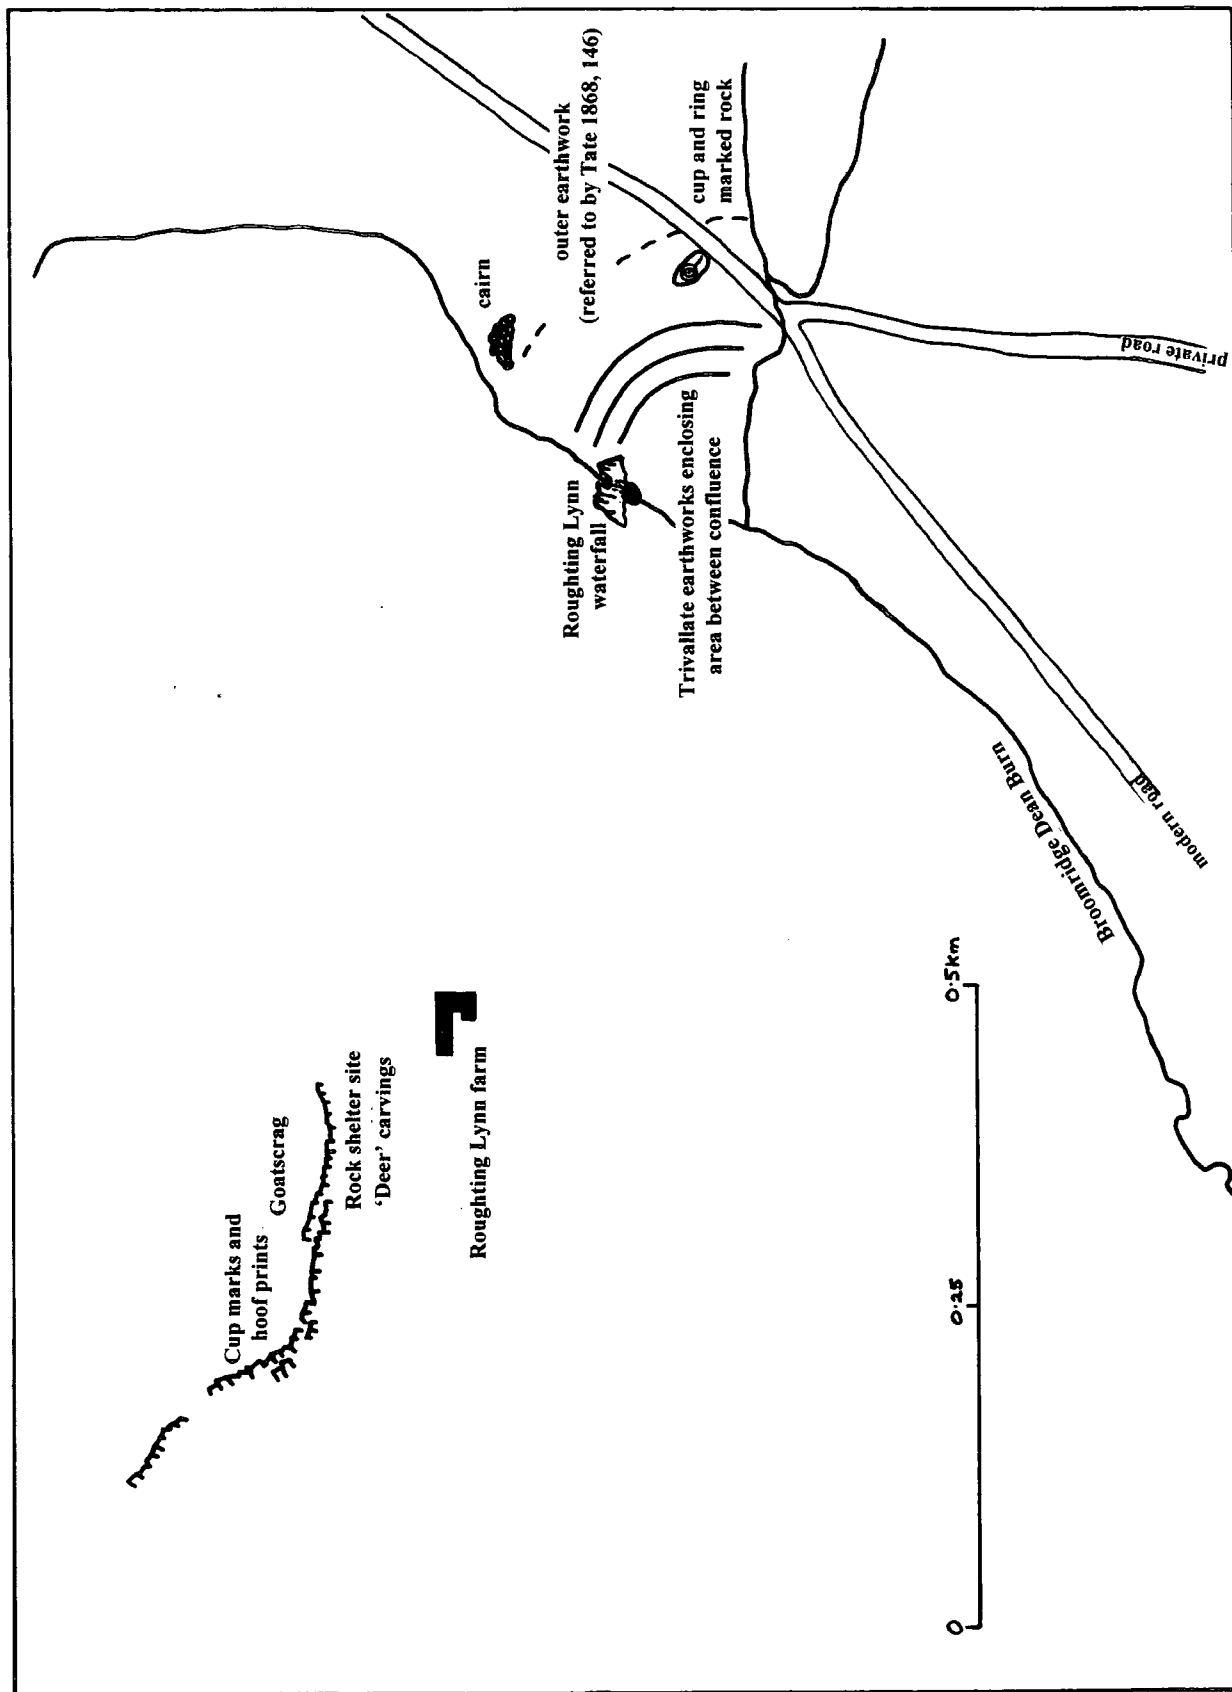 Cup marks and
hoof prints
Goatscrag
Rock shelter site
'Deer' carvings
Roughting Lynn farm
cairn
outer earthwork
(referred to by Tate 1868, 146)
cup and ring
marked rock
Roughting Lynn
waterfall
Trivallate earthworks enclosing
area between confluence
private road
modern road
Broomridge Dean Burn
0
0.25
0.5km